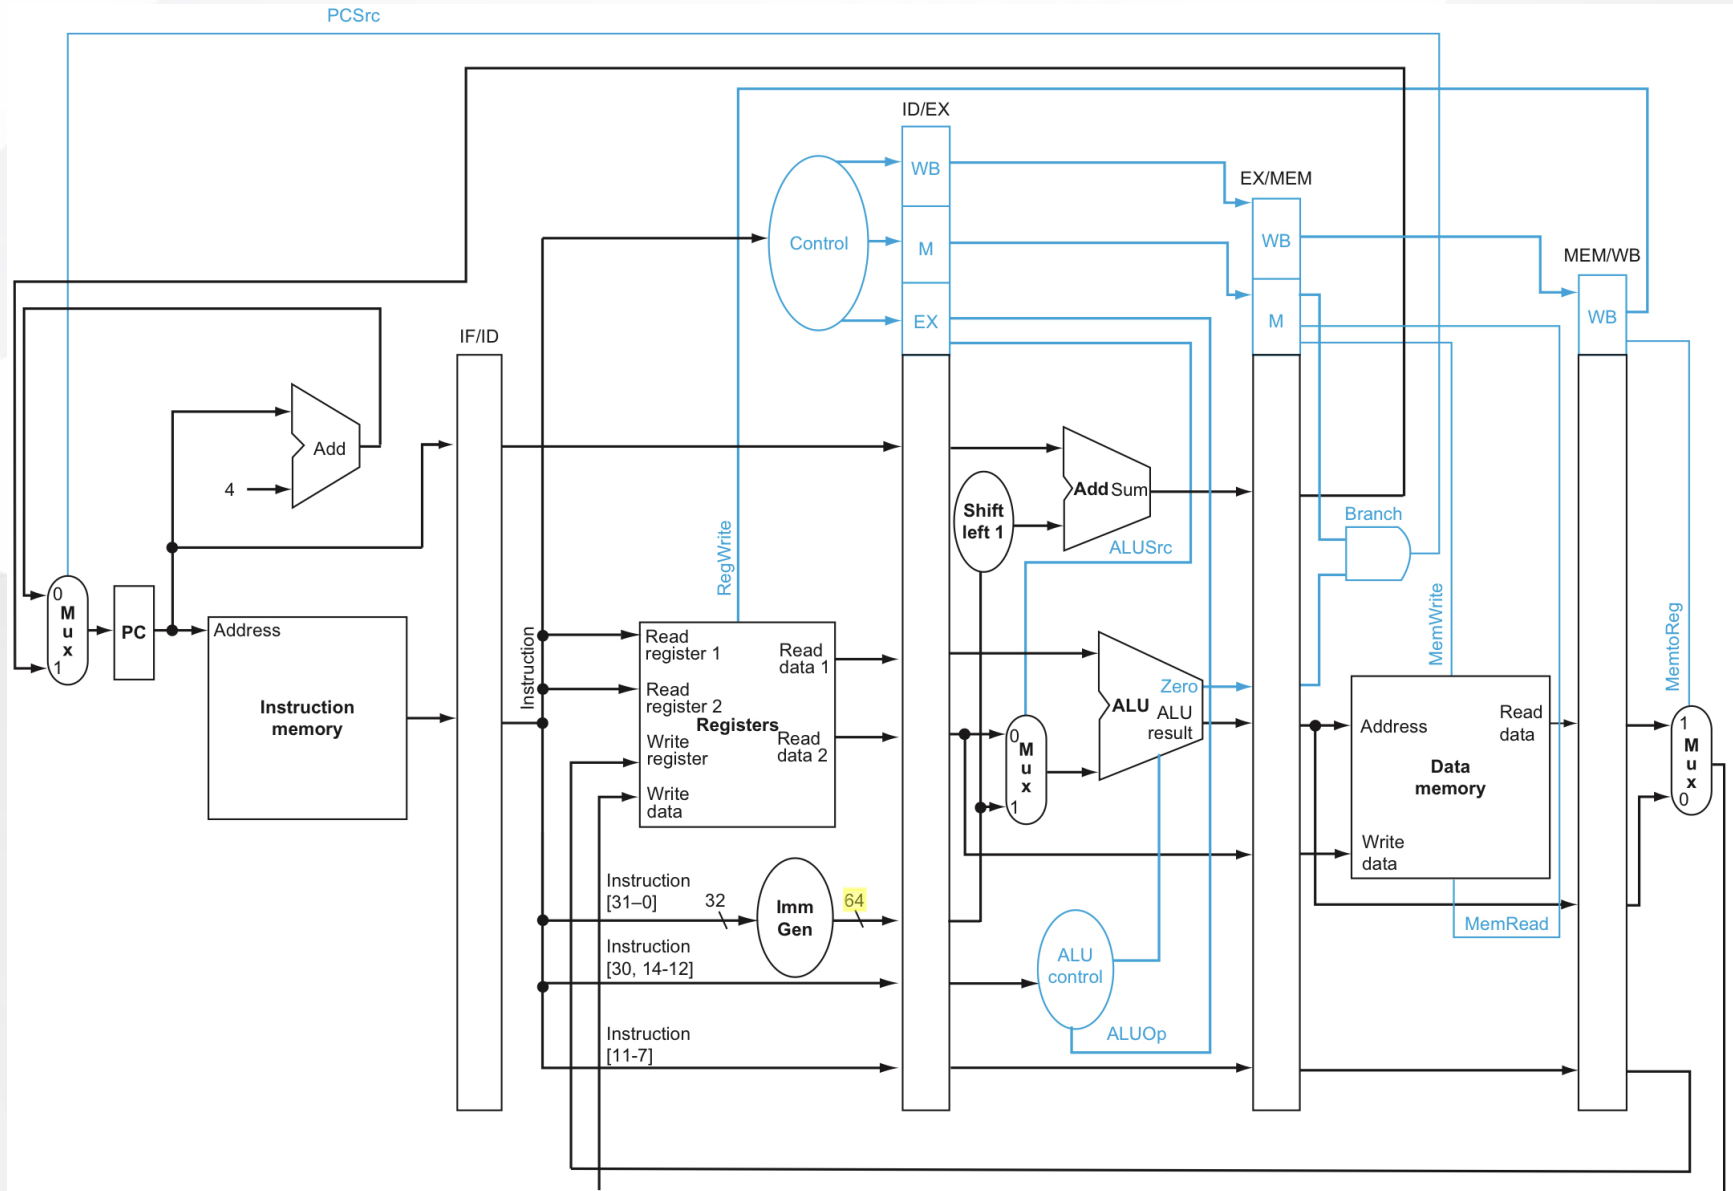 PCSrc
ID/EX
WB
EX/MEM
Control
M
WB
MEM/WB
EX
M
WB
IF/ID
Add
4
Add Sum
Shift
left 1
Branch
ALUSrc
RegWrite
MemWrite
MemtoReg
0
M
u
x
1
PC
Address
Instruction
memory
Instruction
Read
register 1
Read
data 1
Read
register 2
Registers
Write
register
Read
data 2
Write
data
0
M
u
x
1
Zero
ALU
ALU
result
Address
Read
data
Data
memory
Write
data
1
M
u
x
0
Instruction
[31–0]
32
Imm
Gen
64
Instruction
[30, 14-12]
ALU
control
MemRead
Instruction
[11-7]
ALUOp